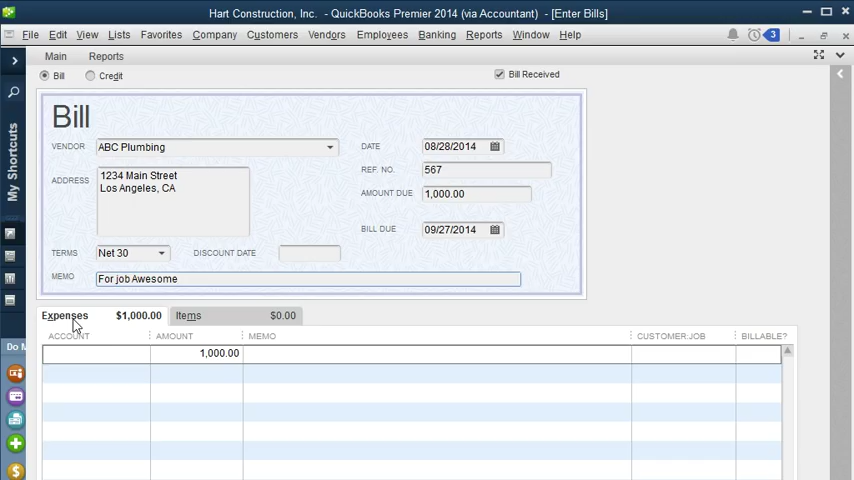 Hart Construction, Inc. - QuickBooks Premier 2014 (via Accountant) - [Enter Bills]
File Edit View Lists Favorites Company Customers Vendors Employees Banking Reports Window Help 3
Main Reports
Bill Credit Bill Received
Bill
VENDOR ABC Plumbing DATE 08/28/2014
REF. NO. 567
ADDRESS 1234 Main Street
Los Angeles, CA
AMOUNT DUE 1,000.00
BILL DUE 09/27/2014
TERMS Net 30 DISCOUNT DATE
MEMO For job Awesome
Expenses $1,000.00 Items $0.00
ACCOUNT AMOUNT MEMO CUSTOMER:JOB BILLABLE?
1,000.00
My Shortcuts
Do M